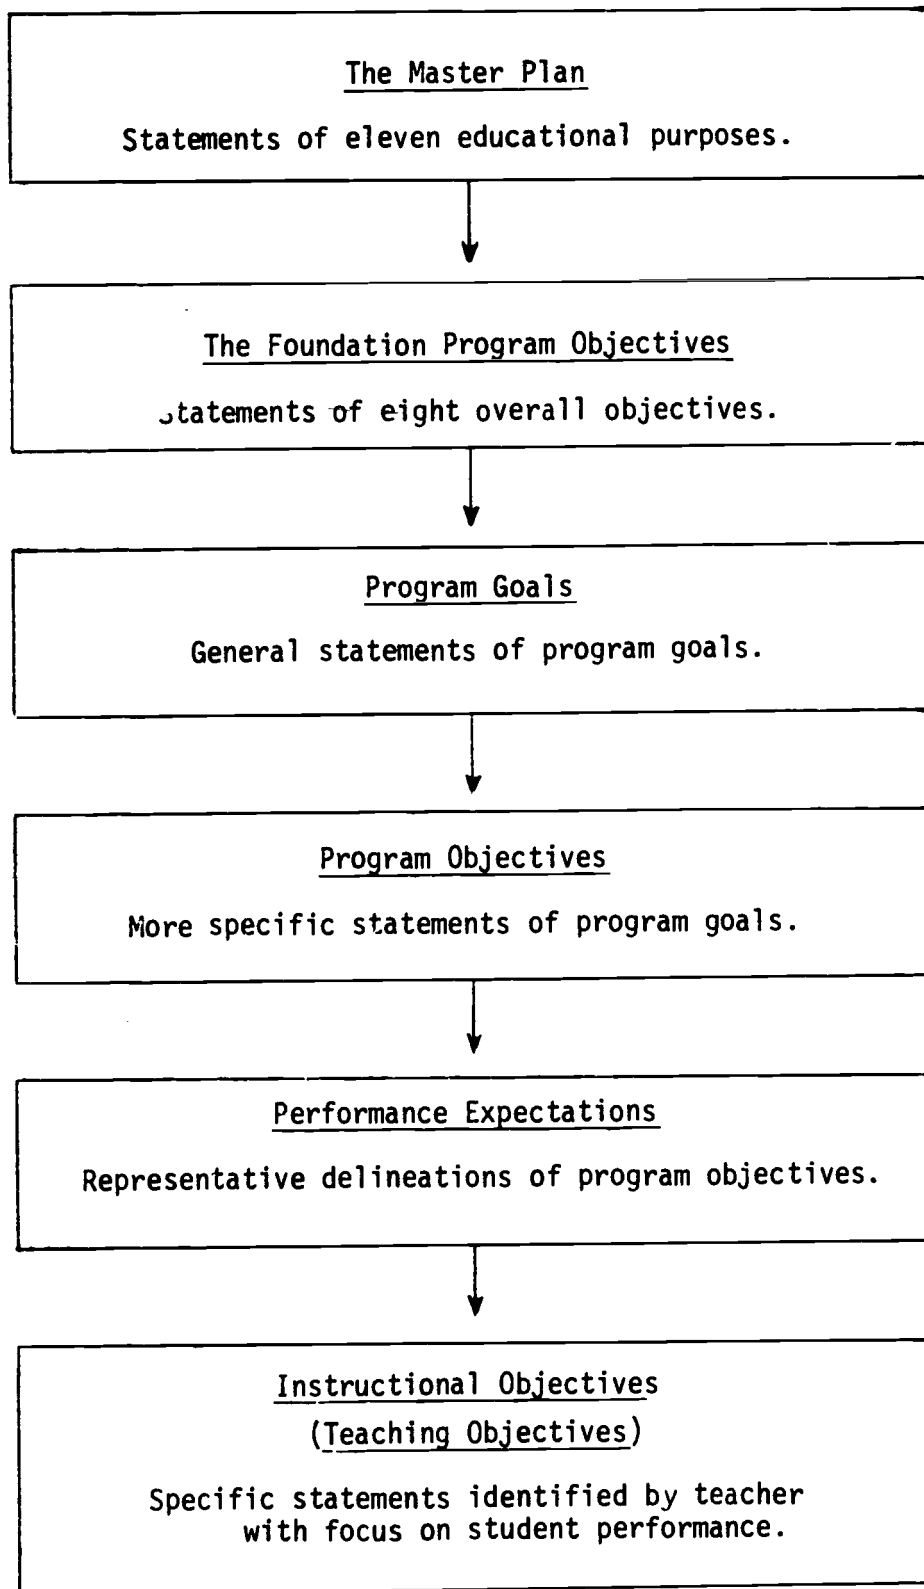 The Master Plan
Statements of eleven educational purposes.
The Foundation Program Objectives
Statements of eight overall objectives.
Program Goals
General statements of program goals.
Program Objectives
More specific statements of program goals.
Performance Expectations
Representative delineations of program objectives.
Instructional Objectives
(Teaching Objectives)
Specific statements identified by teacher
with focus on student performance.